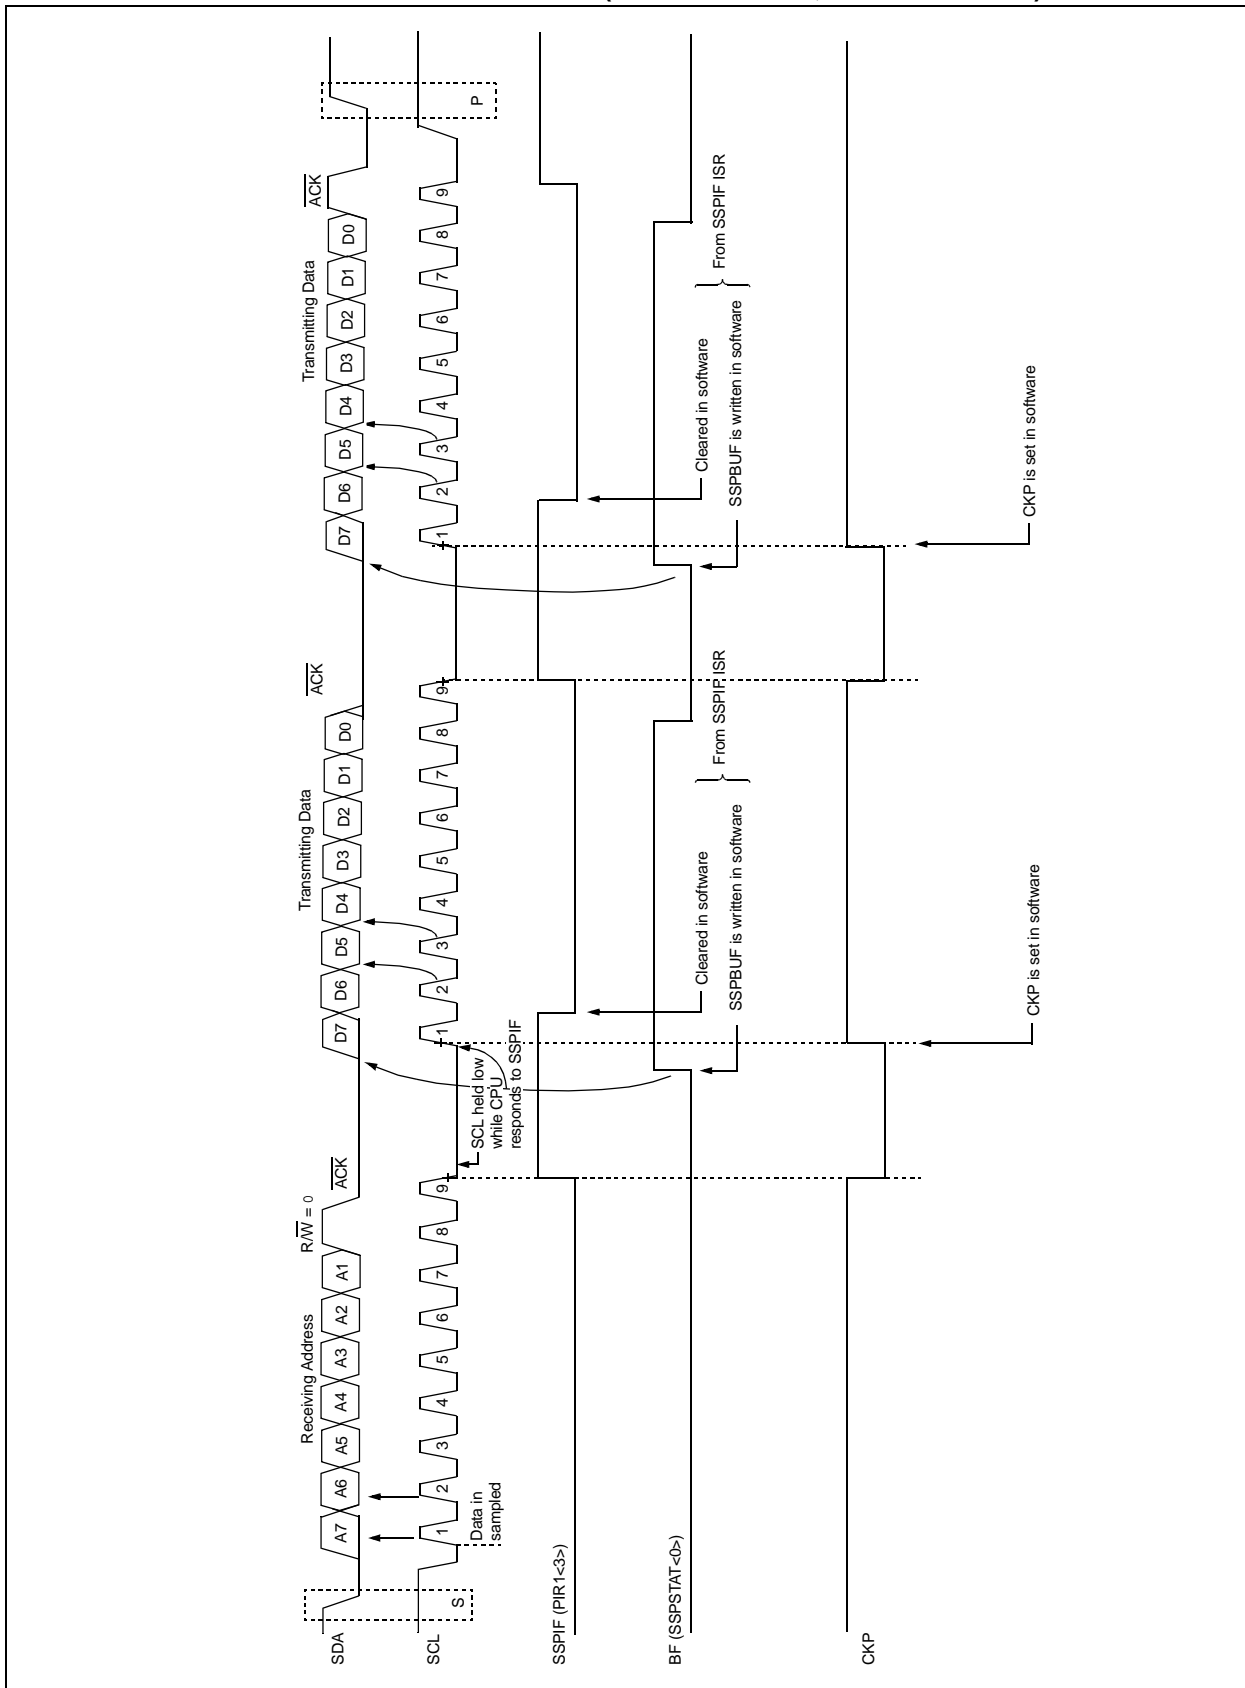 Receiving Address
R/W = 0
ACK
Transmitting Data
ACK
Transmitting Data
ACK
SDA
A7 A6 A5 A4 A3 A2 A1
D7 D6 D5 D4 D3 D2 D1 D0
D7 D6 D5 D4 D3 D2 D1 D0
SCL
1 2 3 4 5 6 7 8 9
1 2 3 4 5 6 7 8 9
1 2 3 4 5 6 7 8 9
S
P
Data in
sampled
SCL held low
while CPU
responds to SSPIF
SSPIF (PIR1<3>)
Cleared in software
Cleared in software
BF (SSPSTAT<0>)
SSPBUF is written in software
From SSPIF ISR
SSPBUF is written in software
From SSPIF ISR
CKP
CKP is set in software
CKP is set in software